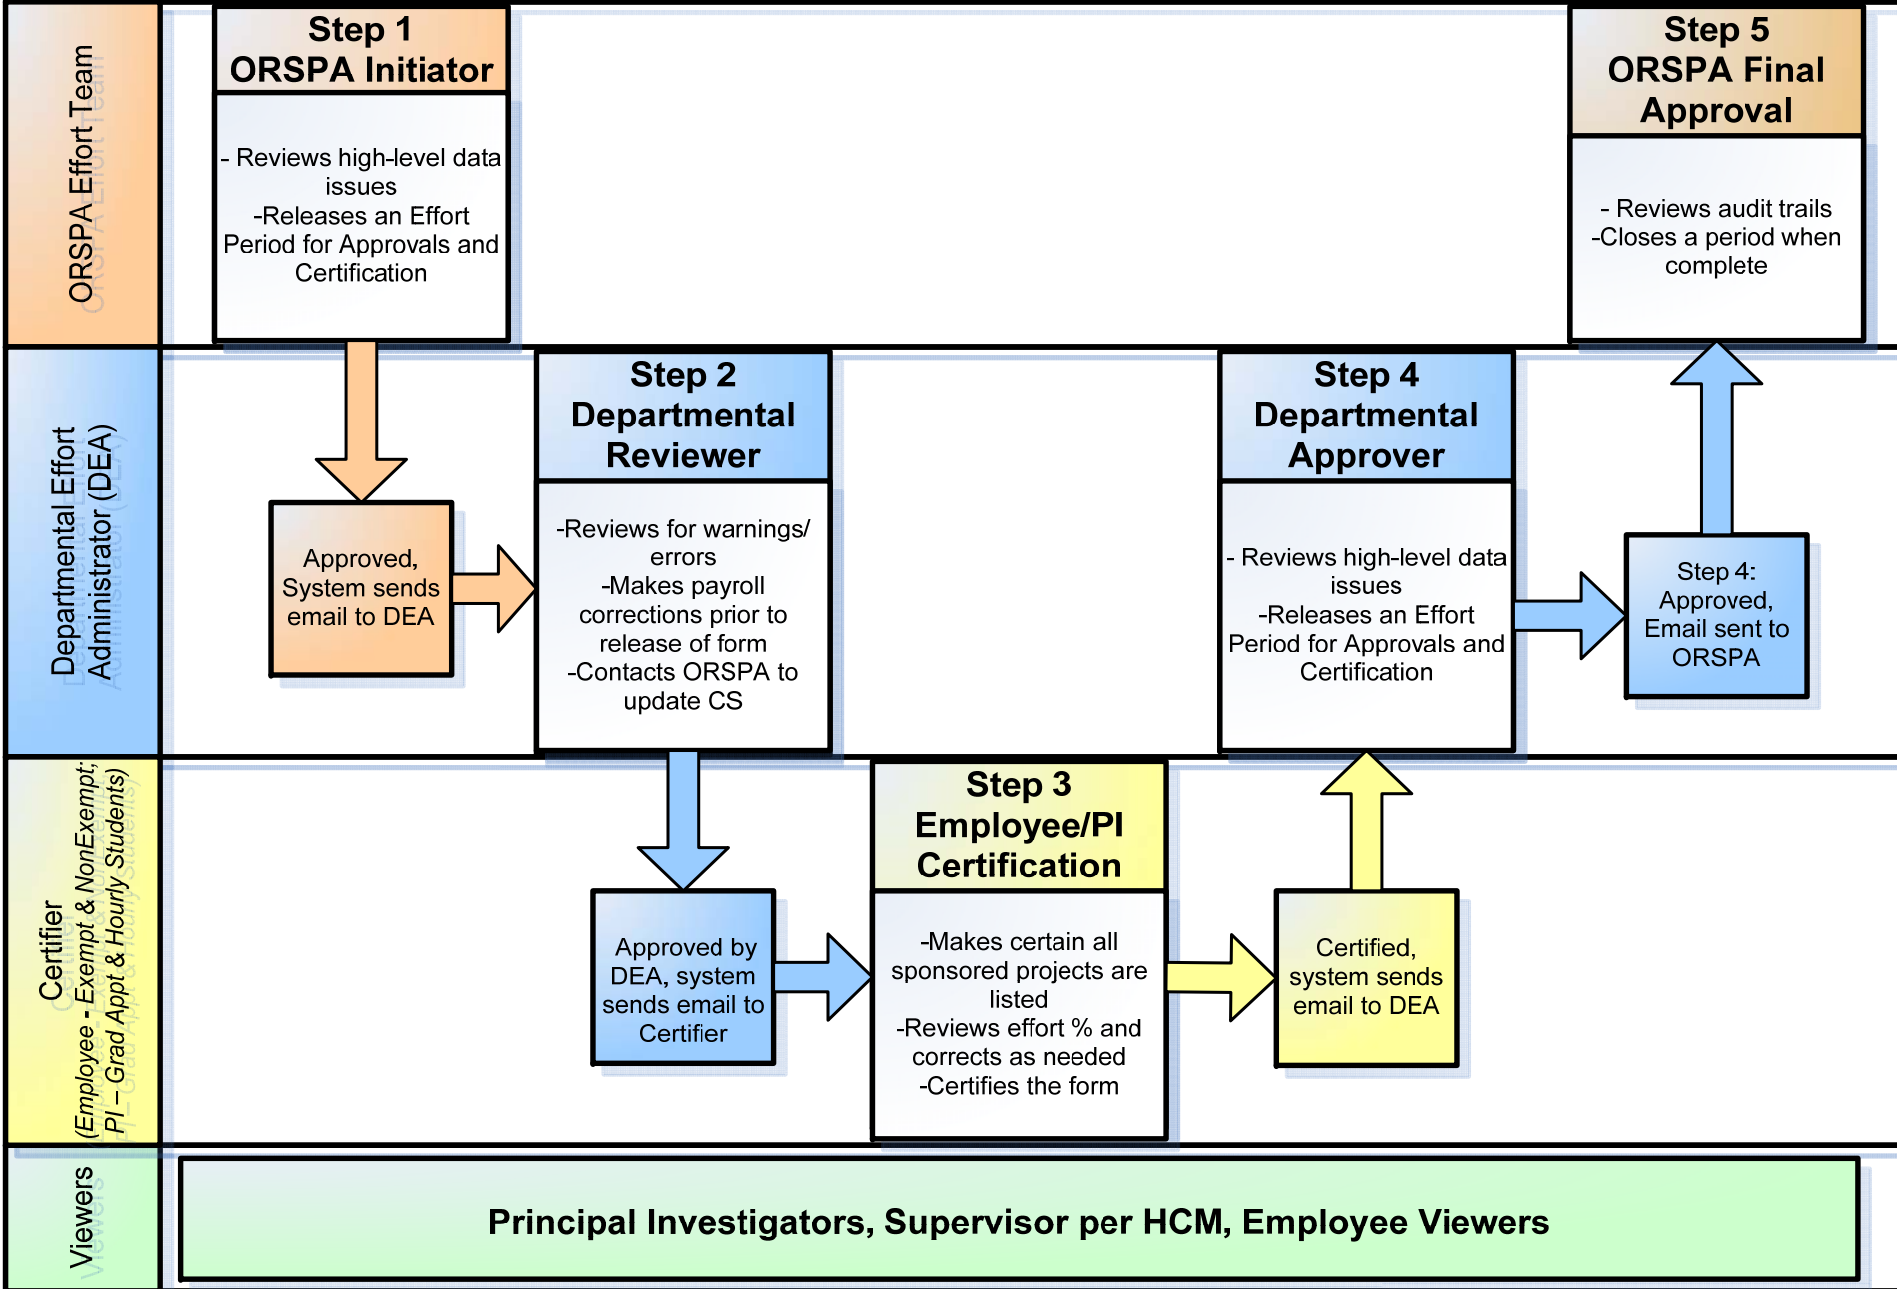 ORSPA Effort Team
Step 1
ORSPA Initiator
- Reviews high-level data
issues
-Releases an Effort
Period for Approvals and
Certification
Step 5
ORSPA Final
Approval
- Reviews audit trails
-Closes a period when
complete
Departmental Effort
Administrator (DEA)
Approved,
System sends
email to DEA
Step 2
Departmental
Reviewer
-Reviews for warnings/
errors
-Makes payroll
corrections prior to
release of form
-Contacts ORSPA to
update CS
Step 4
Departmental
Approver
- Reviews high-level data
issues
-Releases an Effort
Period for Approvals and
Certification
Step 4:
Approved,
Email sent to
ORSPA
Certifier
(Employee - Exempt & NonExempt;
PI – Grad Appt & Hourly Students)
Approved by
DEA, system
sends email to
Certifier
Step 3
Employee/PI
Certification
-Makes certain all
sponsored projects are
listed
-Reviews effort % and
corrects as needed
-Certifies the form
Certified,
system sends
email to DEA
Viewers
Principal Investigators, Supervisor per HCM, Employee Viewers